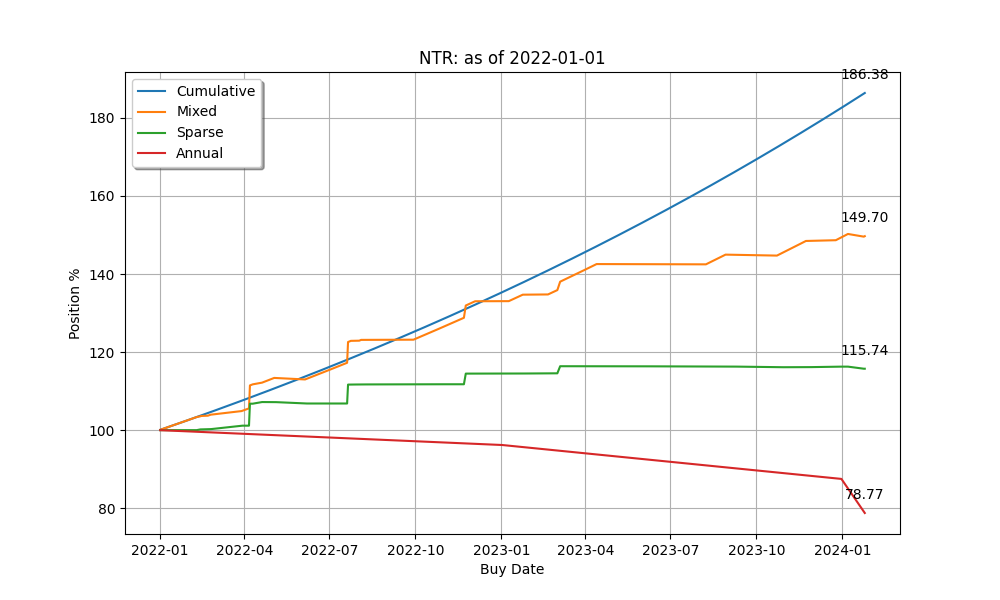 NTR: as of 2022-01-01
186.38
Cumulative
Mixed
Sparse
Annual
180
160
149.70
140
Position %
120
115.74
100
80
78.77
2022-01 2022-04 2022-07 2022-10 2023-01 2023-04 2023-07 2023-10 2024-01
Buy Date